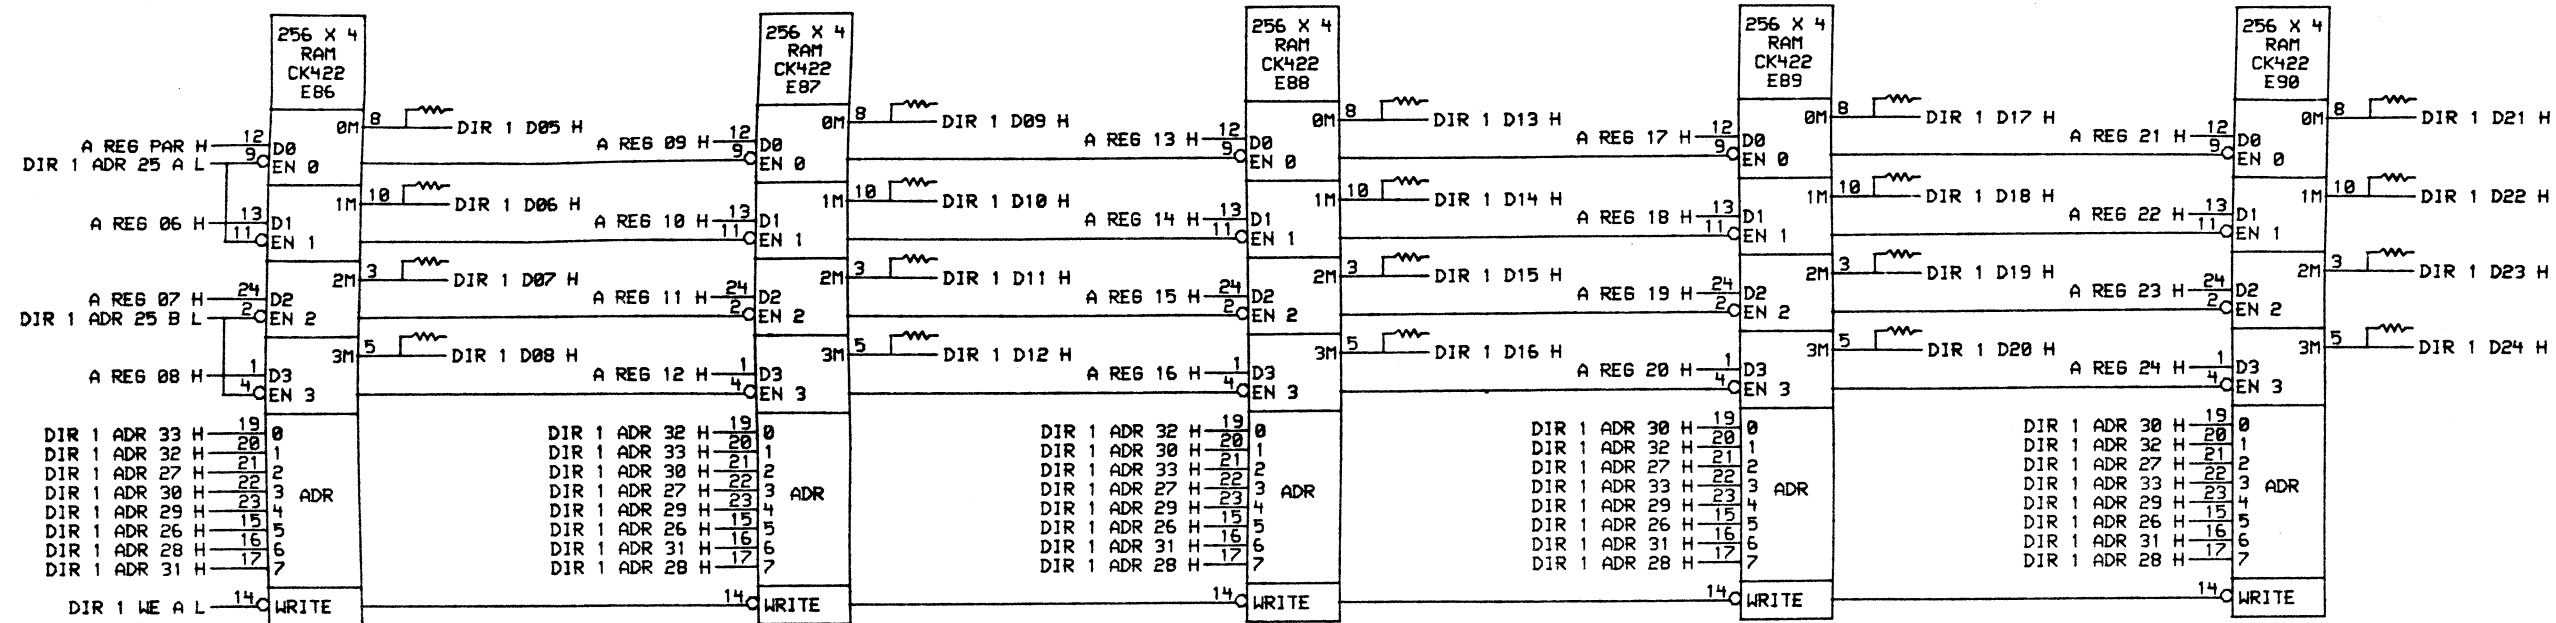 256 X 4
RAM
CK422
E86
A REG PAR H 12 D0
DIR 1 ADR 25 A L 9 EN 0
0M 8 DIR 1 D05 H
A REG 06 H 13 D1
11 EN 1
1M 10 DIR 1 D06 H
A REG 07 H 24 D2
DIR 1 ADR 25 B L 2 EN 2
2M 3 DIR 1 D07 H
A REG 08 H 1 D3
4 EN 3
3M 5 DIR 1 D08 H
DIR 1 ADR 33 H 19 0
DIR 1 ADR 32 H 20 1
DIR 1 ADR 27 H 21 2
DIR 1 ADR 30 H 22 3 ADR
DIR 1 ADR 29 H 23 4
DIR 1 ADR 26 H 15 5
DIR 1 ADR 28 H 16 6
DIR 1 ADR 31 H 17 7
DIR 1 WE A L 14 WRITE
256 X 4
RAM
CK422
E87
A REG 09 H 12 D0
9 EN 0
0M 8 DIR 1 D09 H
A REG 10 H 13 D1
11 EN 1
1M 10 DIR 1 D10 H
A REG 11 H 24 D2
2 EN 2
2M 3 DIR 1 D11 H
A REG 12 H 1 D3
4 EN 3
3M 5 DIR 1 D12 H
DIR 1 ADR 32 H 19 0
DIR 1 ADR 33 H 20 1
DIR 1 ADR 30 H 21 2
DIR 1 ADR 27 H 22 3 ADR
DIR 1 ADR 29 H 23 4
DIR 1 ADR 26 H 15 5
DIR 1 ADR 31 H 16 6
DIR 1 ADR 28 H 17 7
14 WRITE
256 X 4
RAM
CK422
E88
A REG 13 H 12 D0
9 EN 0
0M 8 DIR 1 D13 H
A REG 14 H 13 D1
11 EN 1
1M 10 DIR 1 D14 H
A REG 15 H 24 D2
2 EN 2
2M 3 DIR 1 D15 H
A REG 16 H 1 D3
4 EN 3
3M 5 DIR 1 D16 H
DIR 1 ADR 32 H 19 0
DIR 1 ADR 30 H 20 1
DIR 1 ADR 33 H 21 2
DIR 1 ADR 27 H 22 3 ADR
DIR 1 ADR 29 H 23 4
DIR 1 ADR 26 H 15 5
DIR 1 ADR 31 H 16 6
DIR 1 ADR 28 H 17 7
14 WRITE
256 X 4
RAM
CK422
E89
A REG 17 H 12 D0
9 EN 0
0M 8 DIR 1 D17 H
A REG 18 H 13 D1
11 EN 1
1M 10 DIR 1 D18 H
A REG 19 H 24 D2
2 EN 2
2M 3 DIR 1 D19 H
A REG 20 H 1 D3
4 EN 3
3M 5 DIR 1 D20 H
DIR 1 ADR 30 H 19 0
DIR 1 ADR 32 H 20 1
DIR 1 ADR 27 H 21 2
DIR 1 ADR 33 H 22 3 ADR
DIR 1 ADR 29 H 23 4
DIR 1 ADR 26 H 15 5
DIR 1 ADR 31 H 16 6
DIR 1 ADR 28 H 17 7
14 WRITE
256 X 4
RAM
CK422
E90
A REG 21 H 12 D0
9 EN 0
0M 8 DIR 1 D21 H
A REG 22 H 13 D1
11 EN 1
1M 10 DIR 1 D22 H
A REG 23 H 24 D2
2 EN 2
2M 3 DIR 1 D23 H
A REG 24 H 1 D3
4 EN 3
3M 5 DIR 1 D24 H
DIR 1 ADR 30 H 19 0
DIR 1 ADR 32 H 20 1
DIR 1 ADR 27 H 21 2
DIR 1 ADR 33 H 22 3 ADR
DIR 1 ADR 29 H 23 4
DIR 1 ADR 26 H 15 5
DIR 1 ADR 31 H 16 6
DIR 1 ADR 28 H 17 7
14 WRITE